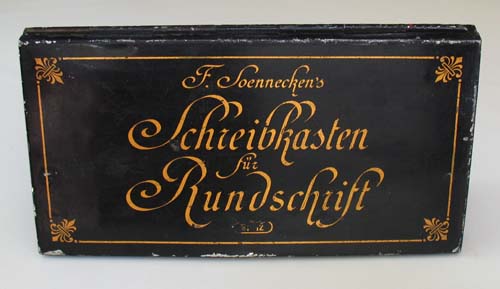 F. Soennecken's
Schreibkasten
für
Rundschrift